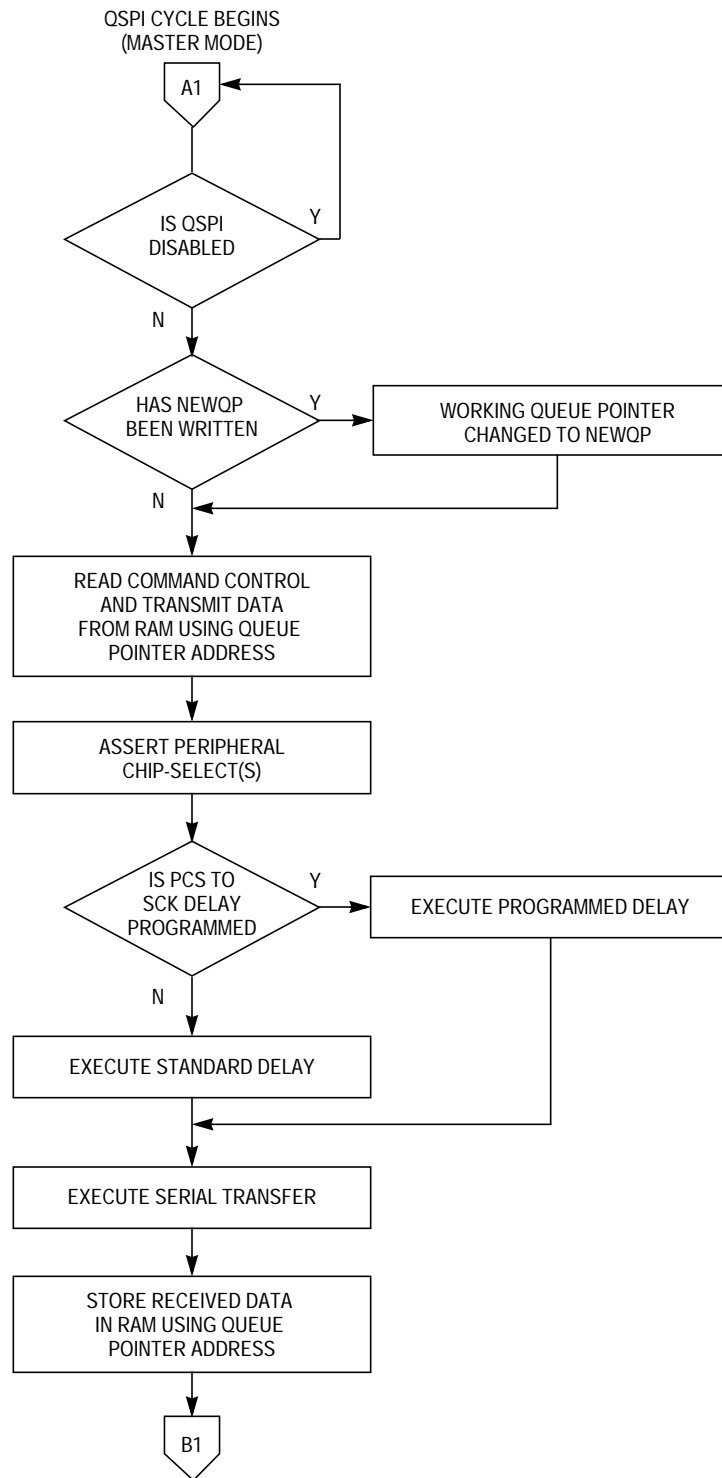 QSPI CYCLE BEGINS
(MASTER MODE)
A1
IS QSPI
DISABLED
Y
N
HAS NEWQP
BEEN WRITTEN
Y
WORKING QUEUE POINTER
CHANGED TO NEWQP
N
READ COMMAND CONTROL
AND TRANSMIT DATA
FROM RAM USING QUEUE
POINTER ADDRESS
ASSERT PERIPHERAL
CHIP-SELECT(S)
IS PCS TO
SCK DELAY
PROGRAMMED
Y
EXECUTE PROGRAMMED DELAY
N
EXECUTE STANDARD DELAY
EXECUTE SERIAL TRANSFER
STORE RECEIVED DATA
IN RAM USING QUEUE
POINTER ADDRESS
B1